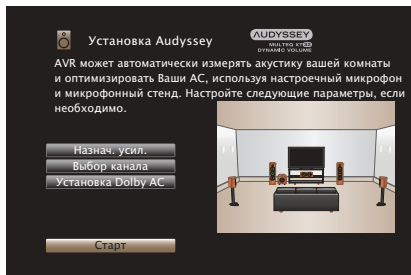 Установка Audyssey
AUDYSSEY
MULTEQ XT32
DYNAMIC VOLUME
AVR может автоматически измерять акустику вашей комнаты
и оптимизировать Ваши АС, используя настроечный микрофон
и микрофонный стенд. Настройте следующие параметры, если
необходимо.
Назнач. усил.
Выбор канала
Установка Dolby АС
Старт